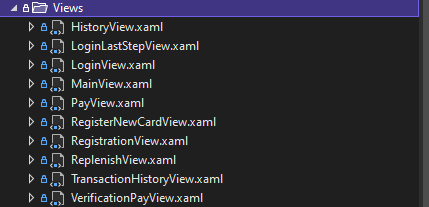 Views
HistoryView.xaml
LoginLastStepView.xaml
LoginView.xaml
MainView.xaml
PayView.xaml
RegisterNewCardView.xaml
RegistrationView.xaml
ReplenishView.xaml
TransactionHistoryView.xaml
VerificationPayView.xaml